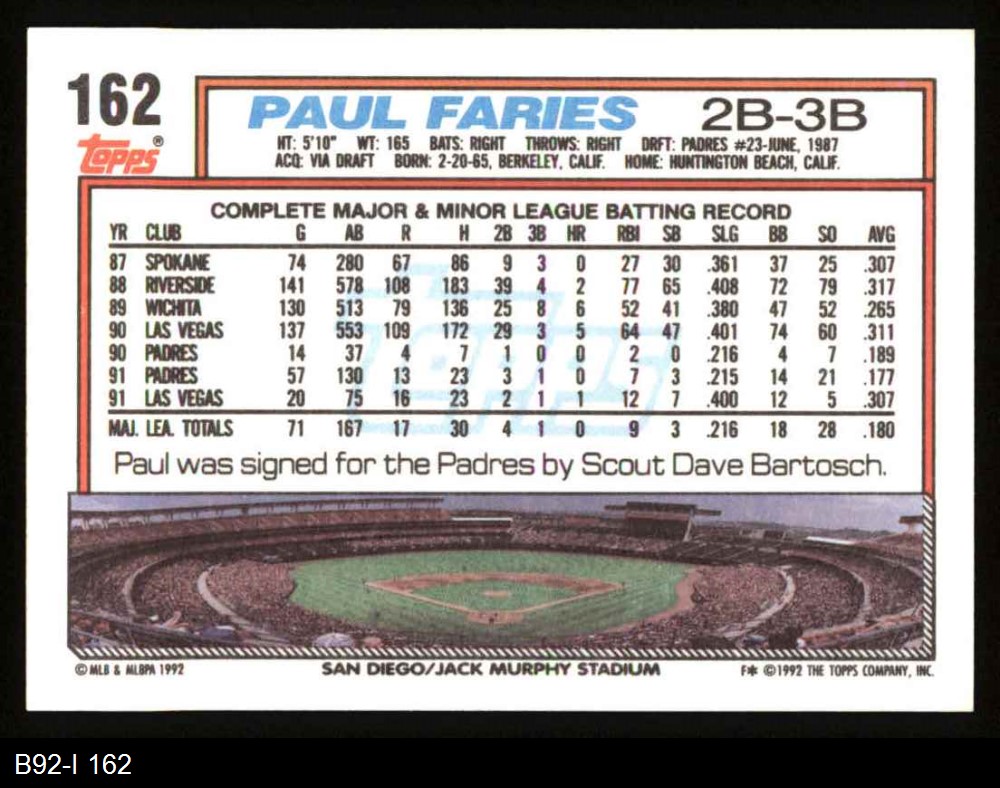 162
topps®
PAUL FARIES 2B-3B
HT: 5'10" WT: 165 BATS: RIGHT THROWS: RIGHT DRFT: PADRES #23-JUNE, 1987
ACQ: VIA DRAFT BORN: 2-20-65, BERKELEY, CALIF. HOME: HUNTINGTON BEACH, CALIF.
COMPLETE MAJOR & MINOR LEAGUE BATTING RECORD
YR CLUB G AB R H 2B 3B HR RBI SB SLG BB SO AVG
87 SPOKANE 74 280 67 86 9 3 0 27 30 .361 37 25 .307
88 RIVERSIDE 141 578 108 183 39 4 2 77 65 .408 72 79 .317
89 WICHITA 130 513 79 136 25 8 6 52 41 .380 47 52 .265
90 LAS VEGAS 137 553 109 172 29 3 5 64 47 .401 74 60 .311
90 PADRES 14 37 4 7 1 0 0 2 0 .216 4 7 .189
91 PADRES 57 130 13 23 3 1 0 7 3 .215 14 21 .177
91 LAS VEGAS 20 75 16 23 2 1 1 12 7 .400 12 5 .307
MAJ. LEA. TOTALS 71 167 17 30 4 1 0 9 3 .216 18 28 .180
Topps
Paul was signed for the Padres by Scout Dave Bartosch.
© MLB & MLBPA 1992 SAN DIEGO/JACK MURPHY STADIUM F* ©1992 THE TOPPS COMPANY, INC.
B92-I 162